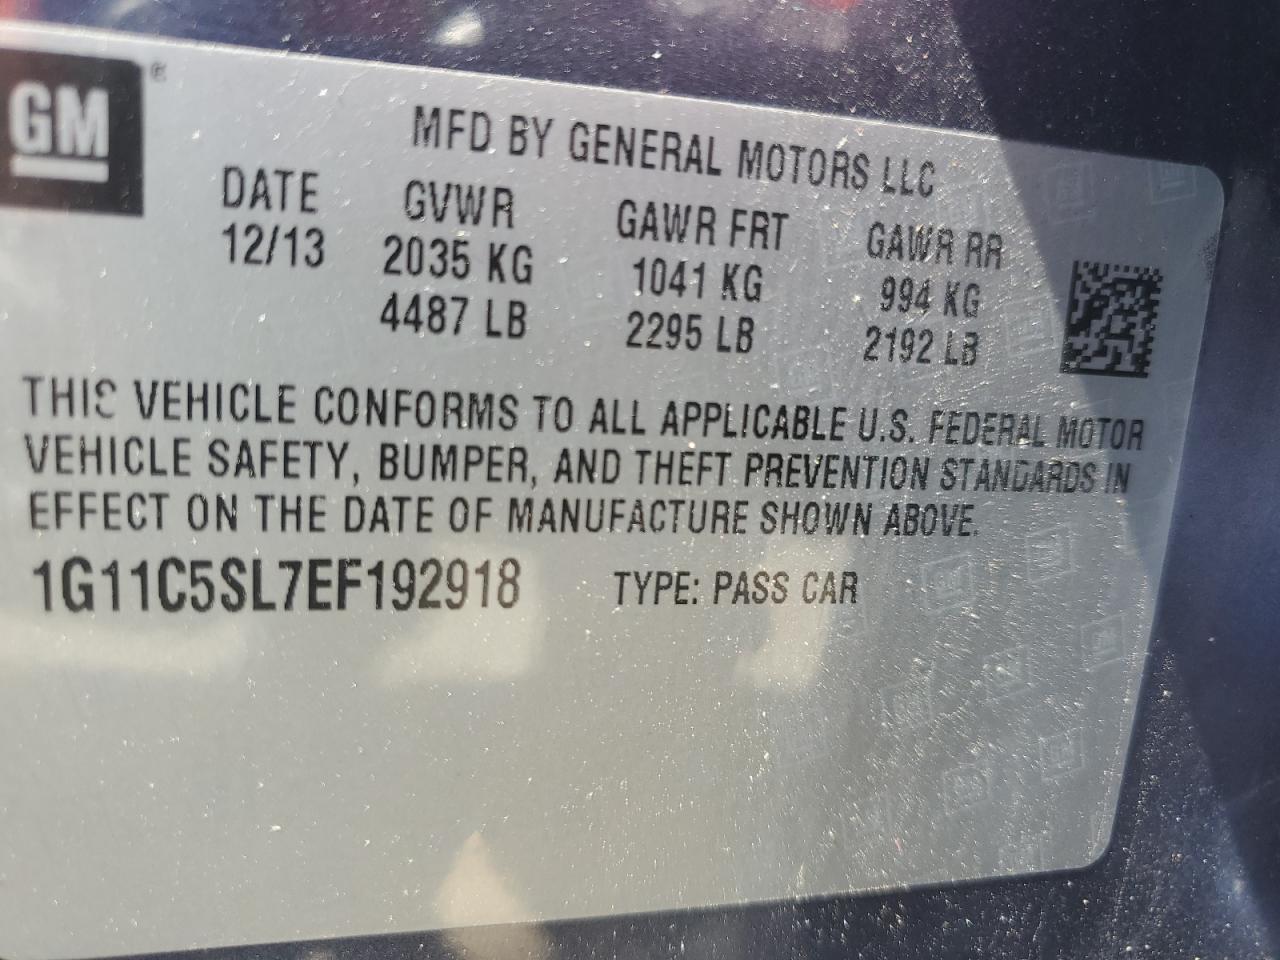 GM
MFD BY GENERAL MOTORS LLC
DATE GVWR GAWR FRT GAWR RR
12/13 2035 KG 1041 KG 994 KG
4487 LB 2295 LB 2192 LB
THIS VEHICLE CONFORMS TO ALL APPLICABLE U.S. FEDERAL MOTOR
VEHICLE SAFETY, BUMPER, AND THEFT PREVENTION STANDARDS IN
EFFECT ON THE DATE OF MANUFACTURE SHOWN ABOVE.
1G11C5SL7EF192918 TYPE: PASS CAR